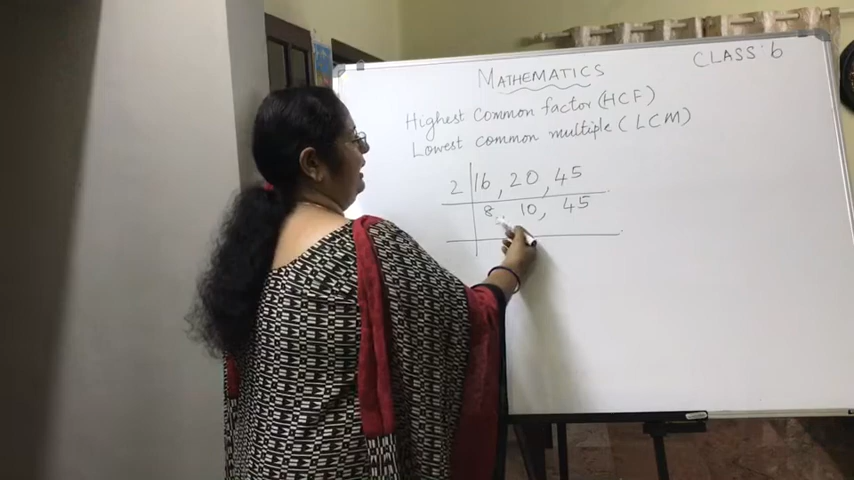 MATHEMATICS
CLASS: 6
Highest common factor (HCF)
Lowest common multiple (LCM)
2 16, 20, 45
8, 10, 45